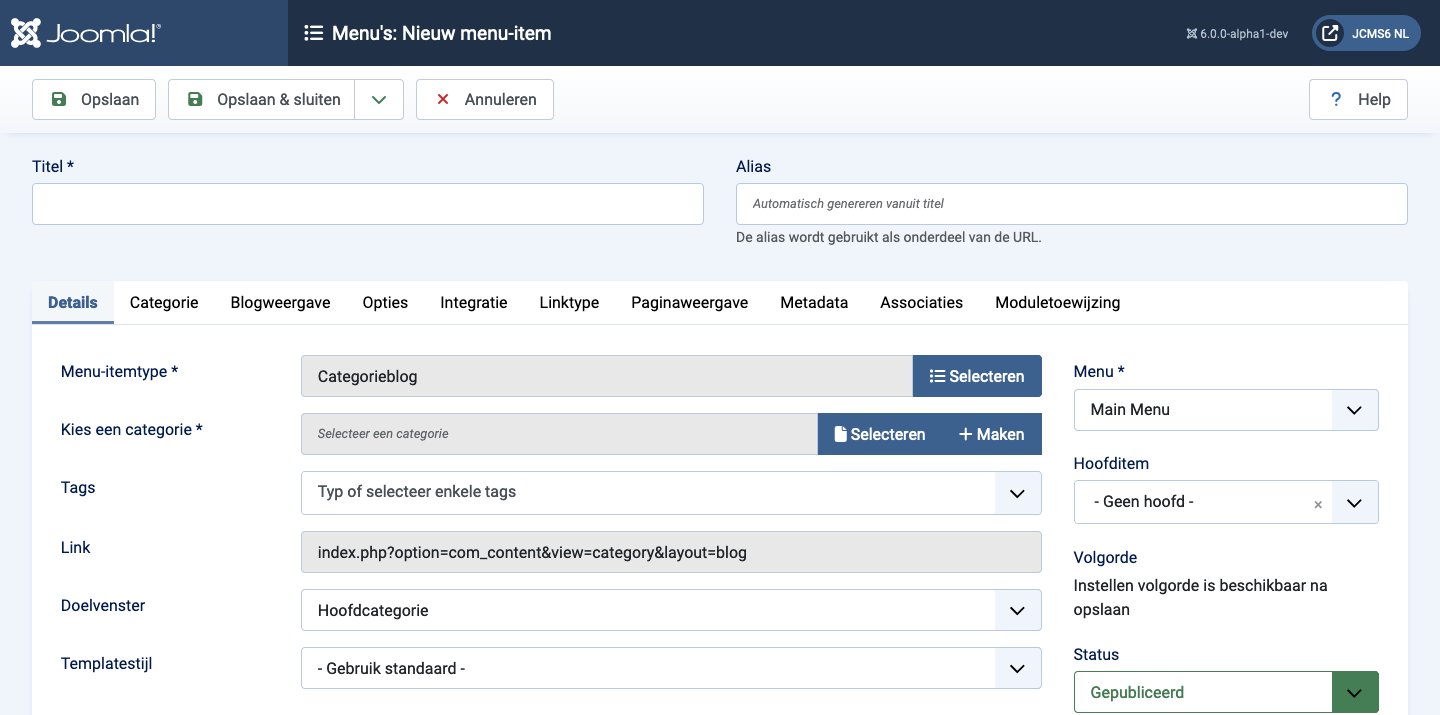 Joomla!®
Menu's: Nieuw menu-item
6.0.0-alpha1-dev
JCMS6 NL
Opslaan
Opslaan & sluiten
Annuleren
? Help
Titel *
Alias
Automatisch genereren vanuit titel
De alias wordt gebruikt als onderdeel van de URL.
Details Categorie Blogweergave Opties Integratie Linktype Paginaweergave Metadata Associaties Moduletoewijzing
Menu-itemtype *
Categorieblog
Selecteren
Kies een categorie *
Selecteer een categorie
Selecteren
Maken
Tags
Typ of selecteer enkele tags
Link
index.php?option=com_content&view=category&layout=blog
Doelvenster
Hoofdcategorie
Templatestijl
- Gebruik standaard -
Menu *
Main Menu
Hoofditem
- Geen hoofd -
Volgorde
Instellen volgorde is beschikbaar na
opslaan
Status
Gepubliceerd